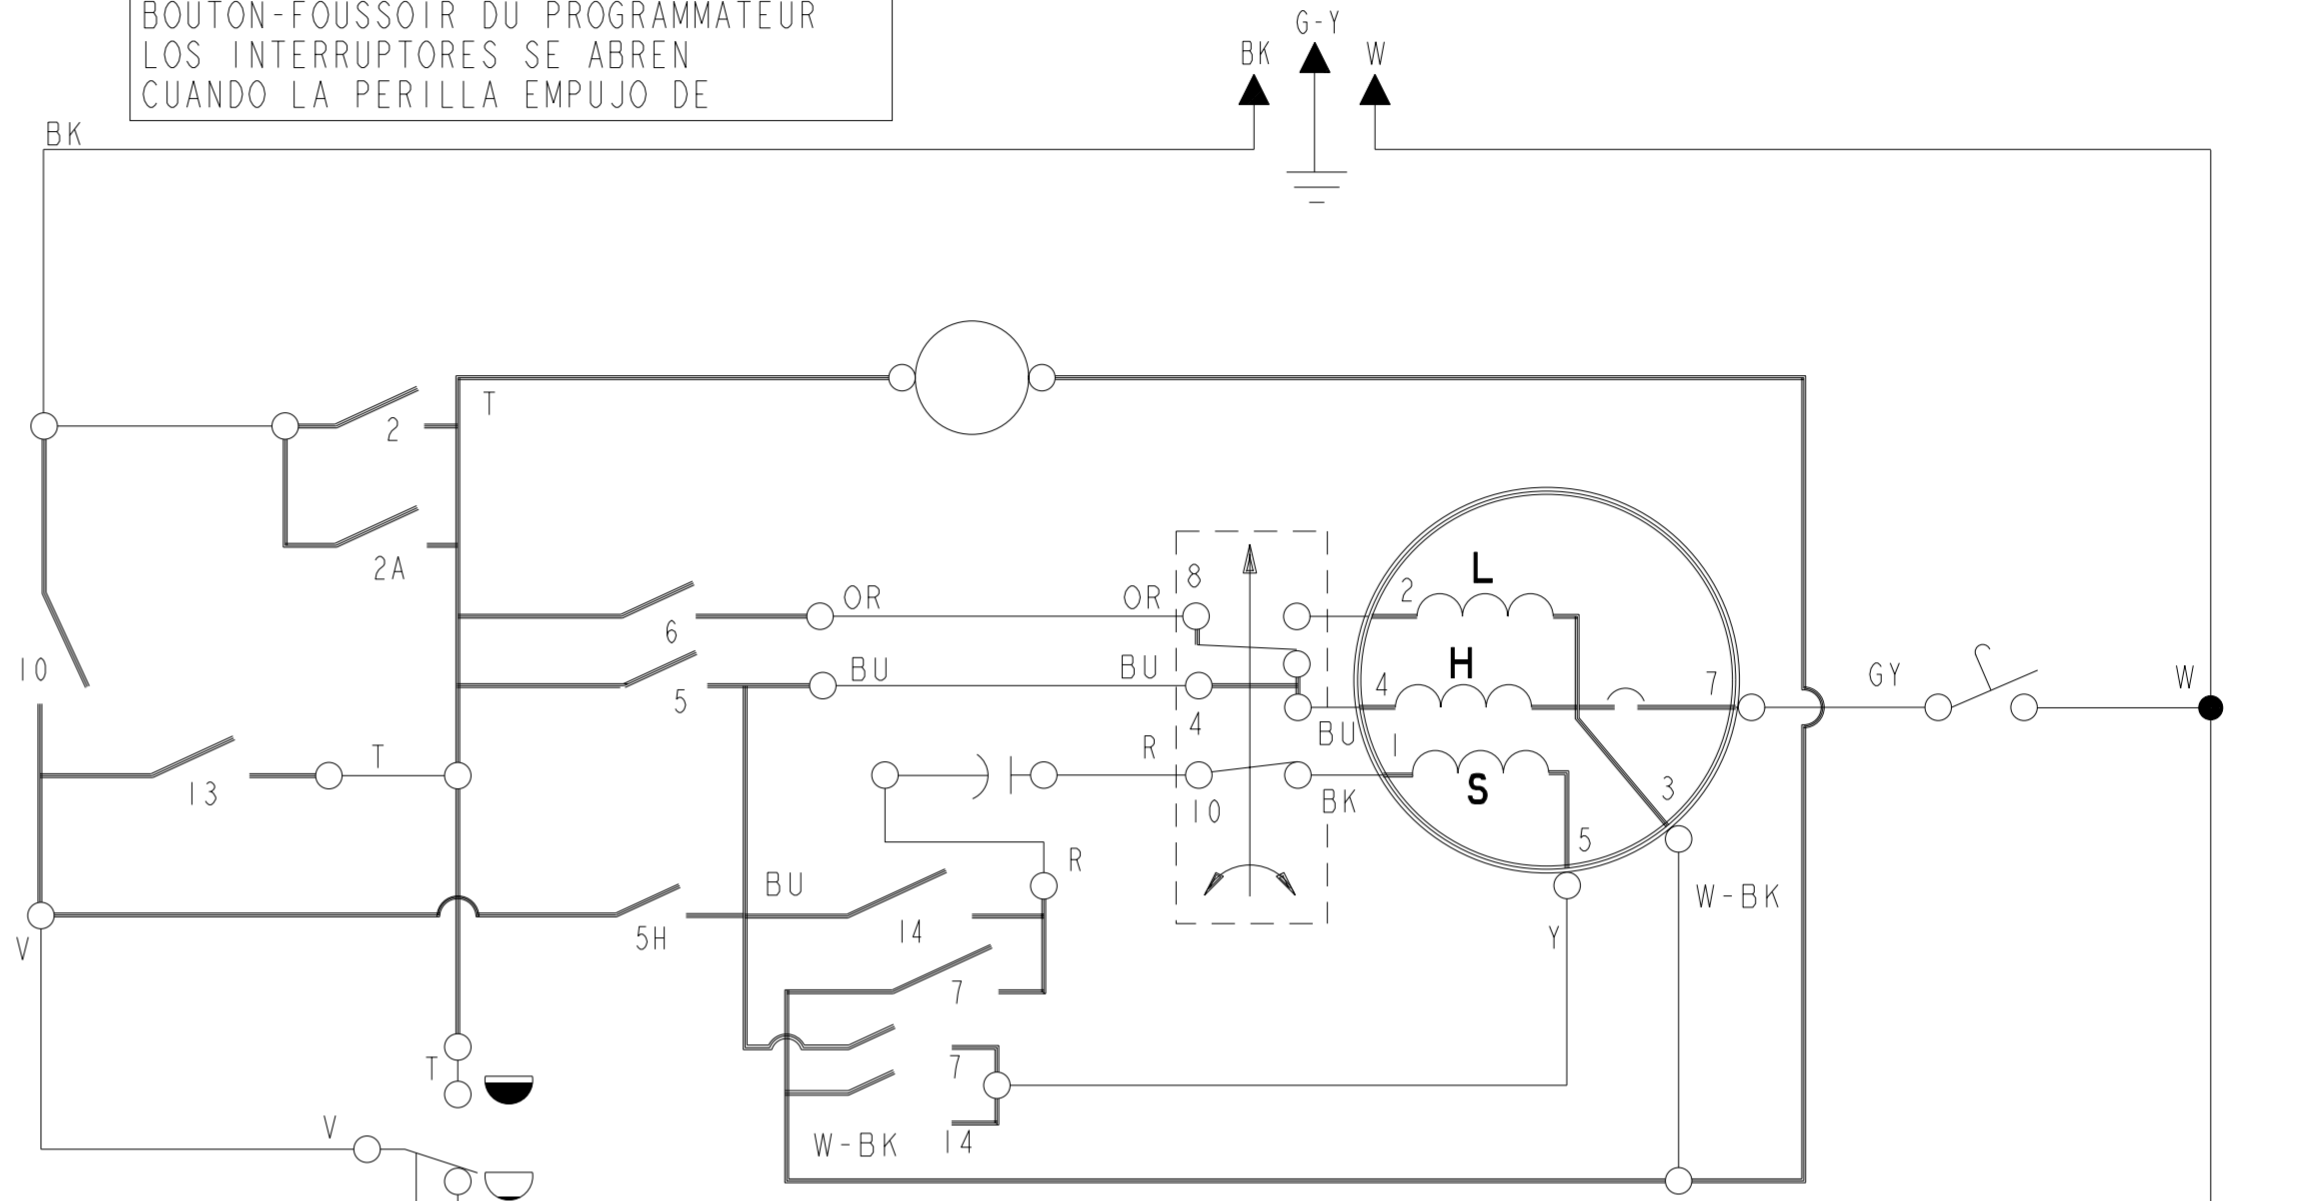 BOUTON-FOUSSOIR DU PROGRAMMATEUR
LOS INTERRUPTORES SE ABREN
CUANDO LA PERILLA EMPUJO DE
G-Y
BK
W
BK
T
2
2A
8
L
2
OR
OR
6
H
BU
BU
10
4
7
GY
W
5
4
BU
T
R
1
13
S
3
10
BK
5
R
BU
W-BK
14
5H
Y
V
7
T
7
V
W-BK
14